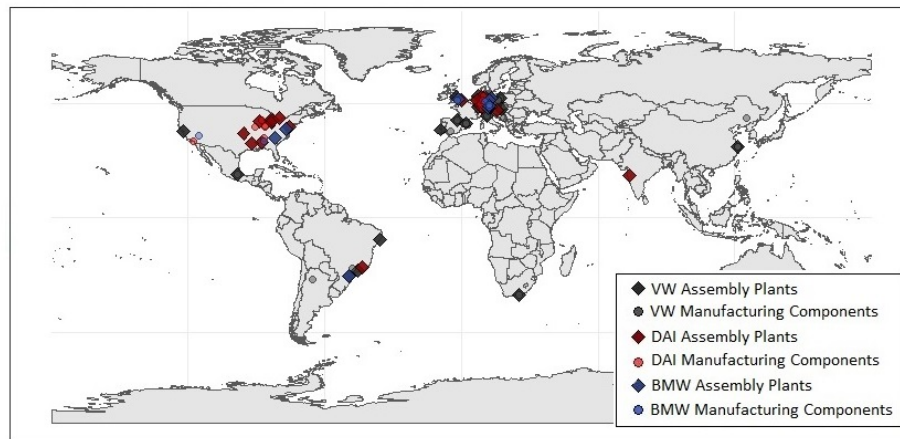 VW Assembly Plants
VW Manufacturing Components
DAI Assembly Plants
DAI Manufacturing Components
BMW Assembly Plants
BMW Manufacturing Components